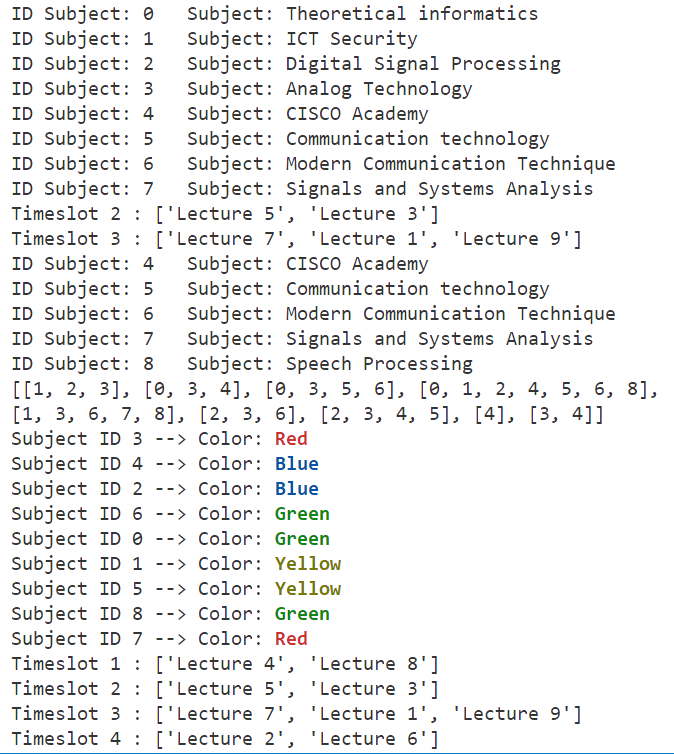 ID Subject: 0   Subject: Theoretical informatics
ID Subject: 1   Subject: ICT Security
ID Subject: 2   Subject: Digital Signal Processing
ID Subject: 3   Subject: Analog Technology
ID Subject: 4   Subject: CISCO Academy
ID Subject: 5   Subject: Communication technology
ID Subject: 6   Subject: Modern Communication Technique
ID Subject: 7   Subject: Signals and Systems Analysis
Timeslot 2 : ['Lecture 5', 'Lecture 3']
Timeslot 3 : ['Lecture 7', 'Lecture 1', 'Lecture 9']
ID Subject: 4   Subject: CISCO Academy
ID Subject: 5   Subject: Communication technology
ID Subject: 6   Subject: Modern Communication Technique
ID Subject: 7   Subject: Signals and Systems Analysis
ID Subject: 8   Subject: Speech Processing
[[1, 2, 3], [0, 3, 4], [0, 3, 5, 6], [0, 1, 2, 4, 5, 6, 8],
[1, 3, 6, 7, 8], [2, 3, 6], [2, 3, 4, 5], [4], [3, 4]]
Subject ID 3 --> Color: Red
Subject ID 4 --> Color: Blue
Subject ID 2 --> Color: Blue
Subject ID 6 --> Color: Green
Subject ID 0 --> Color: Green
Subject ID 1 --> Color: Yellow
Subject ID 5 --> Color: Yellow
Subject ID 8 --> Color: Green
Subject ID 7 --> Color: Red
Timeslot 1 : ['Lecture 4', 'Lecture 8']
Timeslot 2 : ['Lecture 5', 'Lecture 3']
Timeslot 3 : ['Lecture 7', 'Lecture 1', 'Lecture 9']
Timeslot 4 : ['Lecture 2', 'Lecture 6']